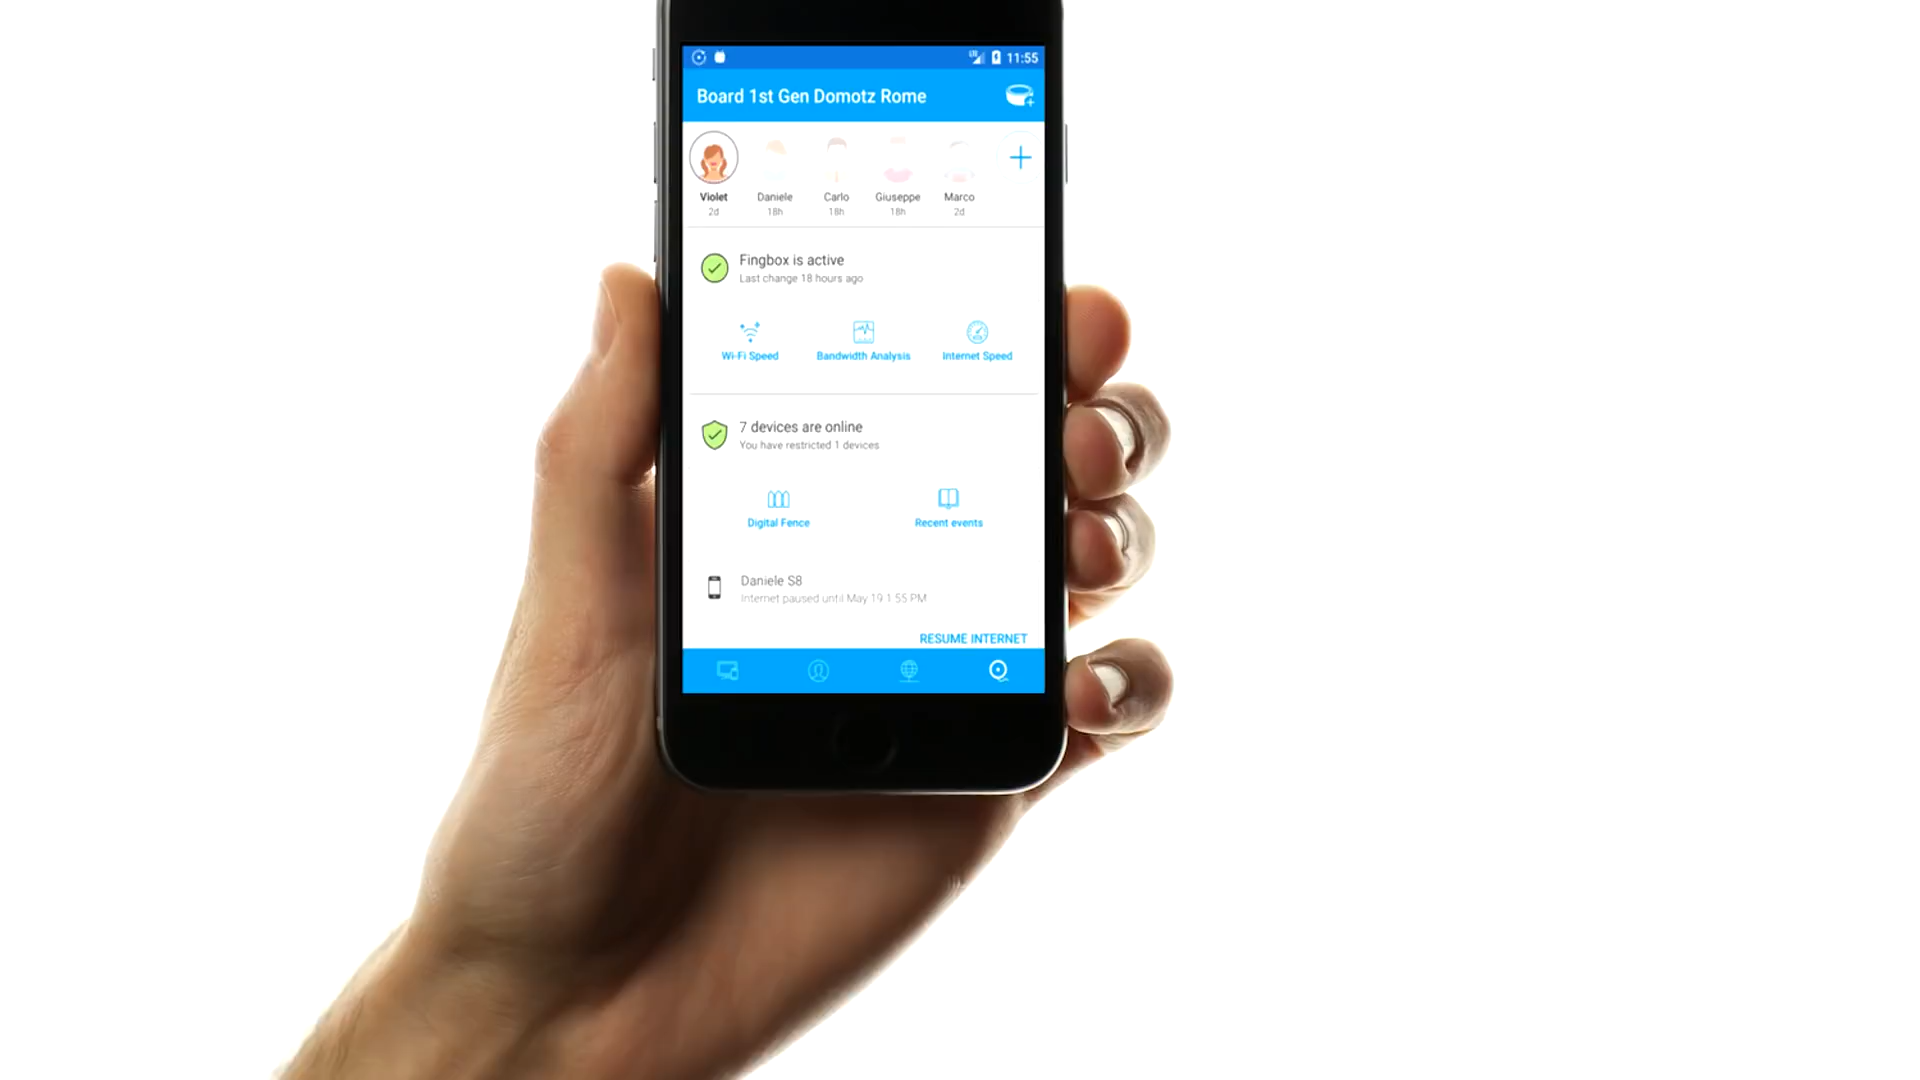 LTE 11:55
Board 1st Gen Domotz Rome
Violet Daniele Carlo Giuseppe Marco
2d 18h 18h 18h 2d
Fingbox is active
Last change 18 hours ago
Wi-Fi Speed Bandwidth Analysis Internet Speed
7 devices are online
You have restricted 1 devices
Digital Fence Recent events
Daniele S8
Internet paused until May 19 1:55 PM
RESUME INTERNET